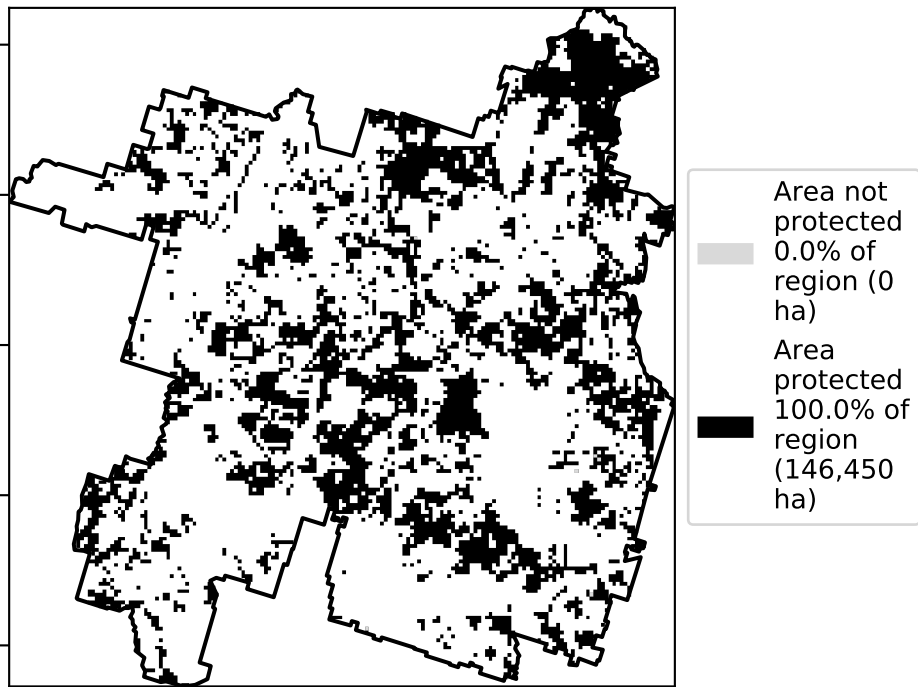 Area not
protected
0.0% of
region (0
ha)
Area
protected
100.0% of
region
(146,450
ha)